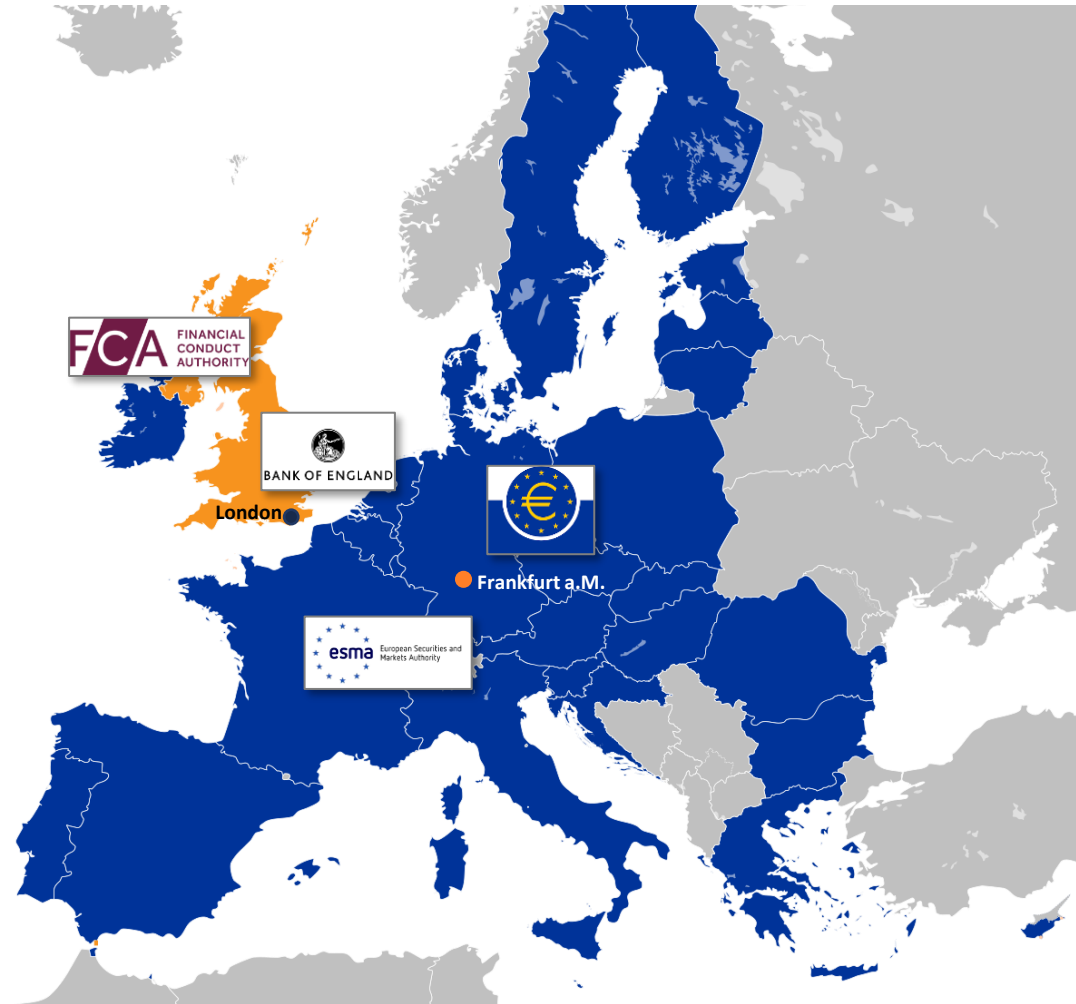 FCA
FINANCIAL
CONDUCT
AUTHORITY
BANK OF ENGLAND
London
€
Frankfurt a.M.
esma
European Securities and
Markets Authority